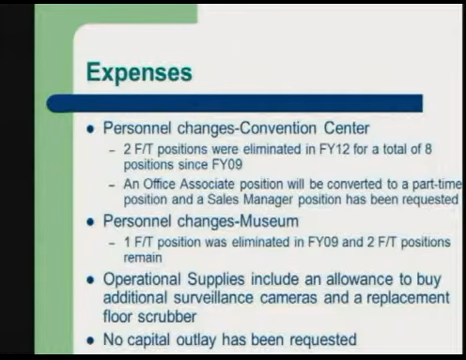 Expenses
• Personnel changes-Convention Center
– 2 F/T positions were eliminated in FY12 for a total of 8
positions since FY09
– An Office Associate position will be converted to a part-time
position and a Sales Manager position has been requested
• Personnel changes-Museum
– 1 F/T position was eliminated in FY09 and 2 F/T positions
remain
• Operational Supplies include an allowance to buy
additional surveillance cameras and a replacement
floor scrubber
• No capital outlay has been requested